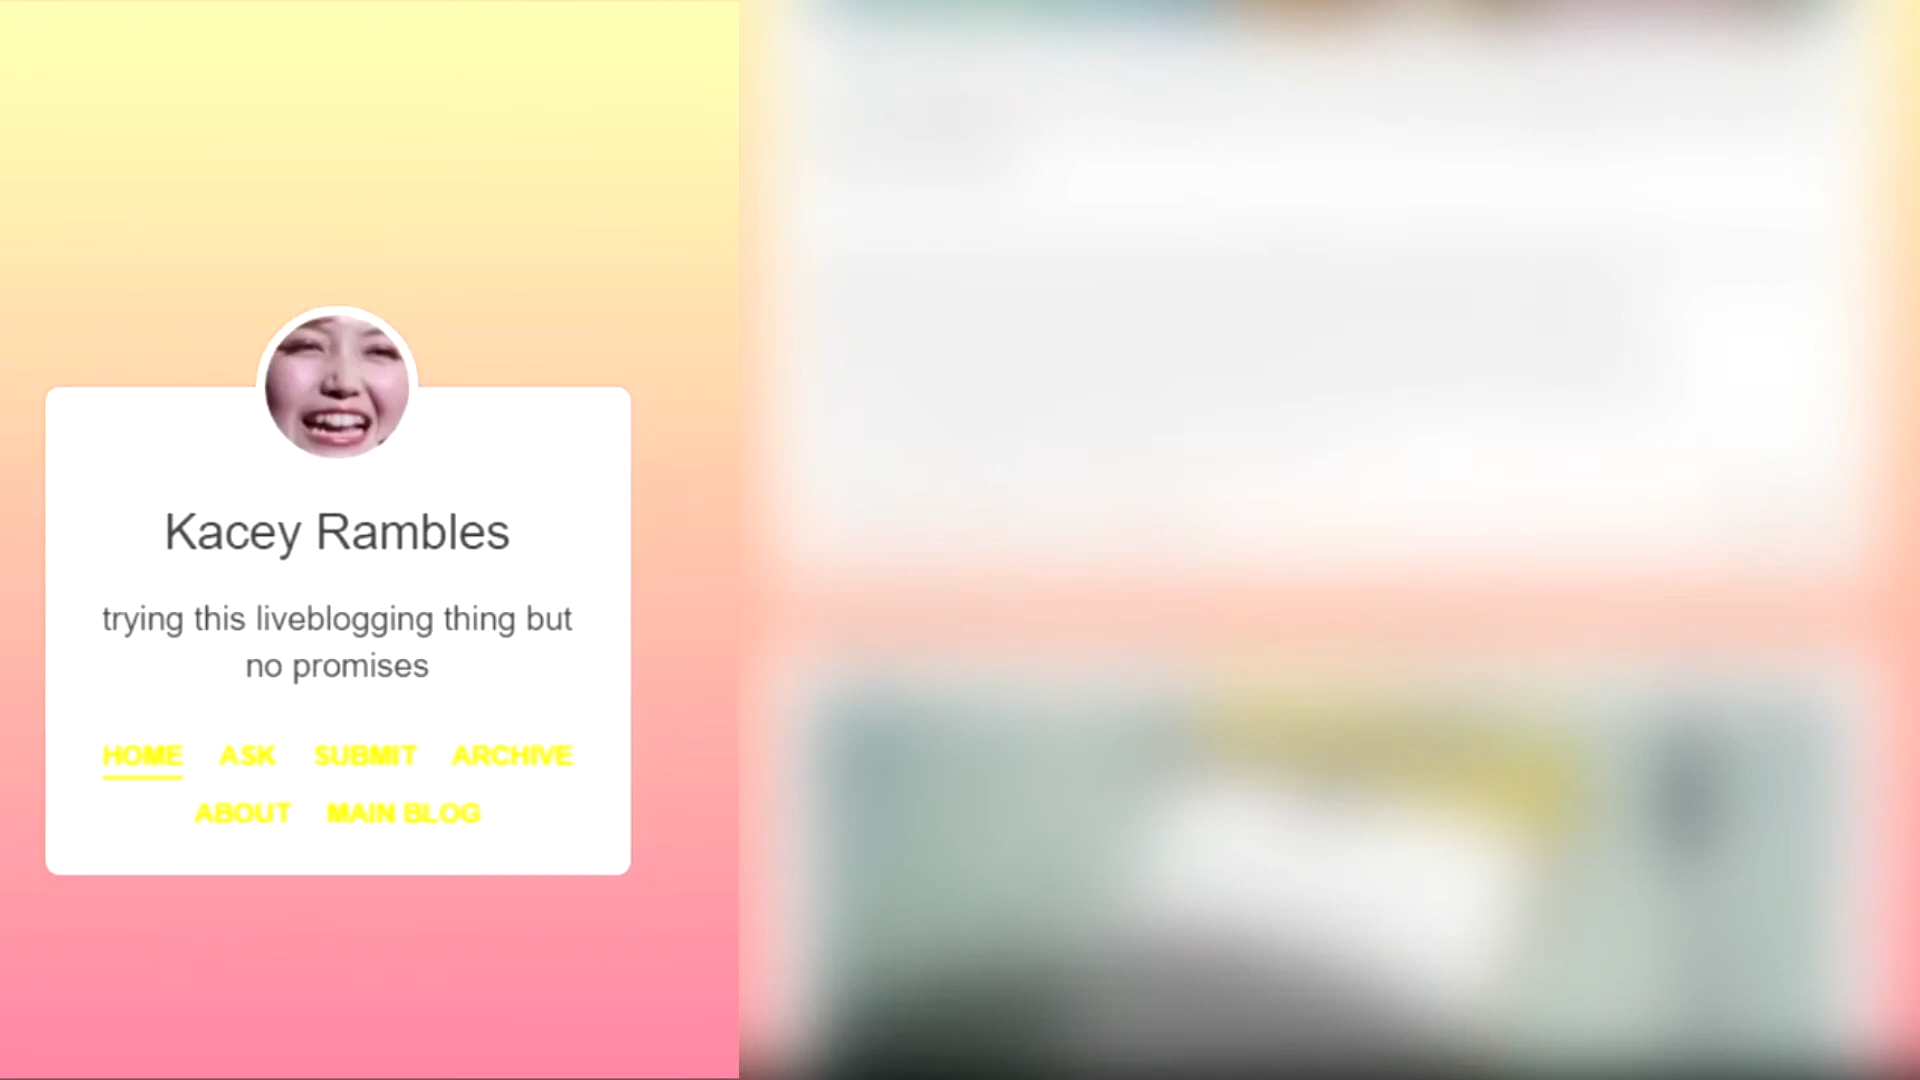 Kacey Rambles
trying this liveblogging thing but
no promises
HOME ASK SUBMIT ARCHIVE
ABOUT MAIN BLOG